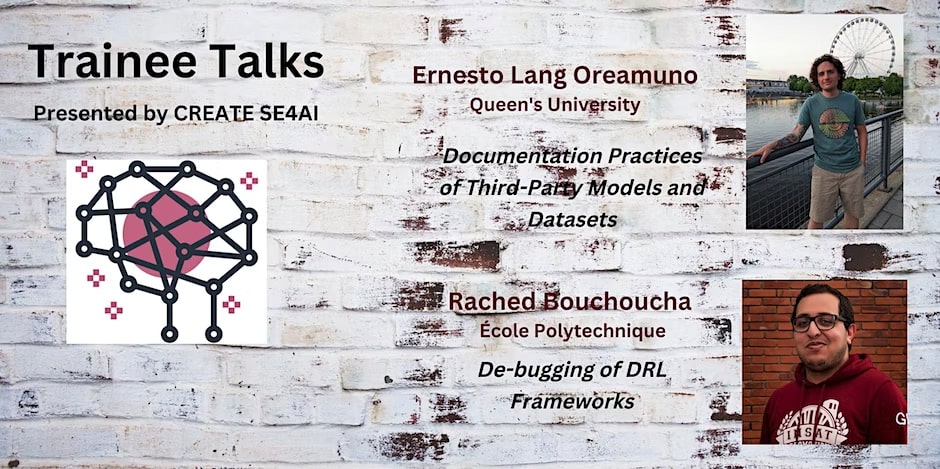 Trainee Talks
Presented by CREATE SE4AI
Ernesto Lang Oreamuno
Queen's University
Documentation Practices
of Third-Party Models and
Datasets
Rached Bouchoucha
École Polytechnique
De-bugging of DRL
Frameworks